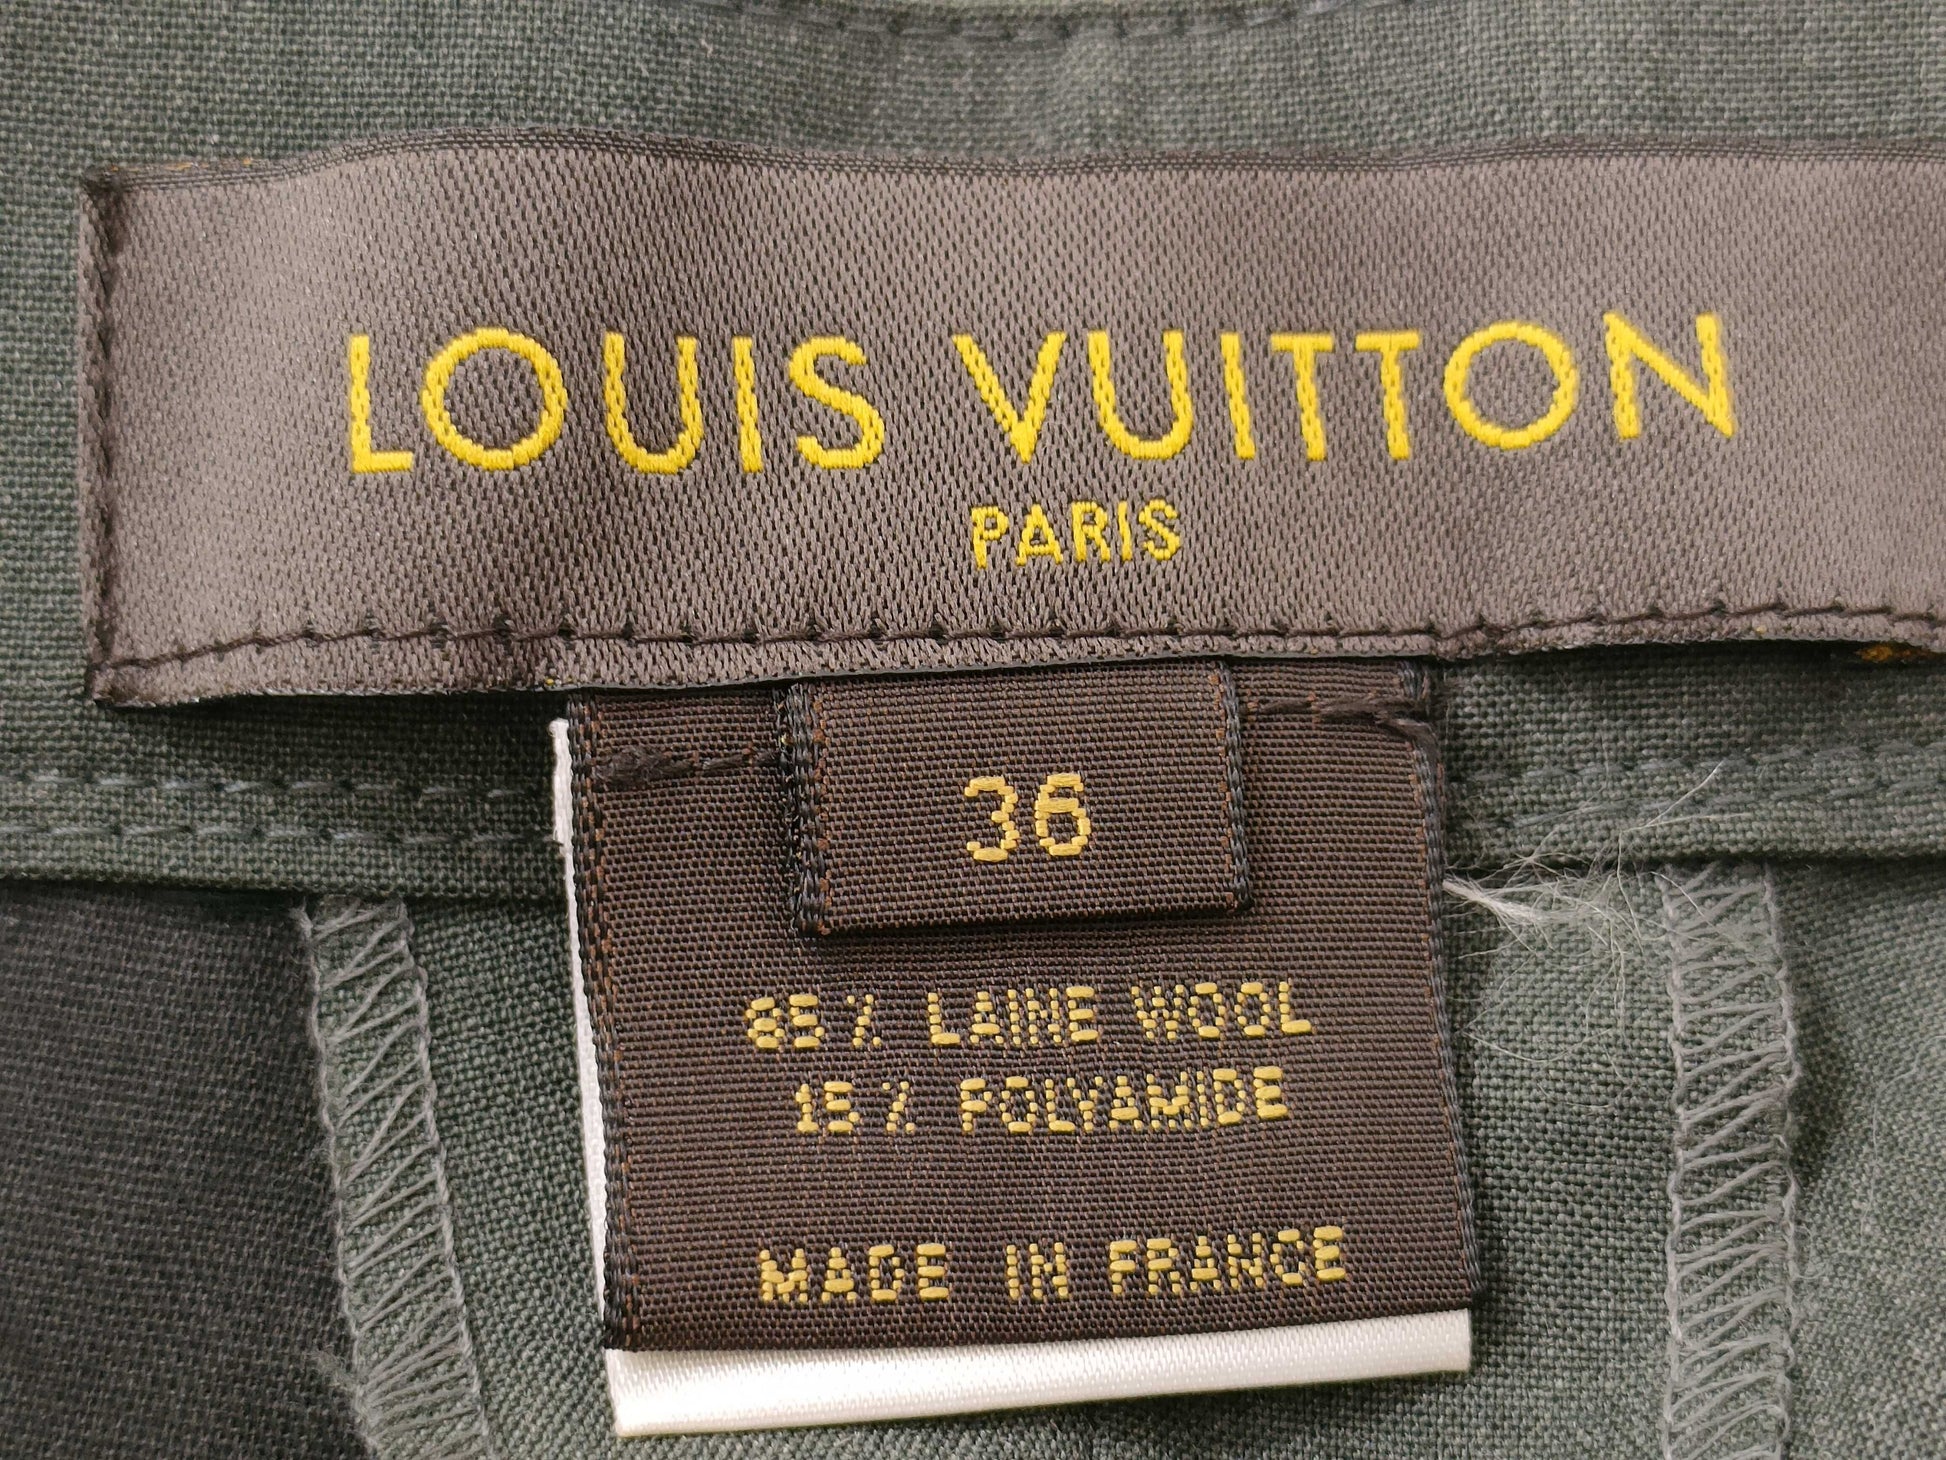 LOUIS VUITTON
PARIS
36
85% LAINE WOOL
15% POLYAMIDE
MADE IN FRANCE